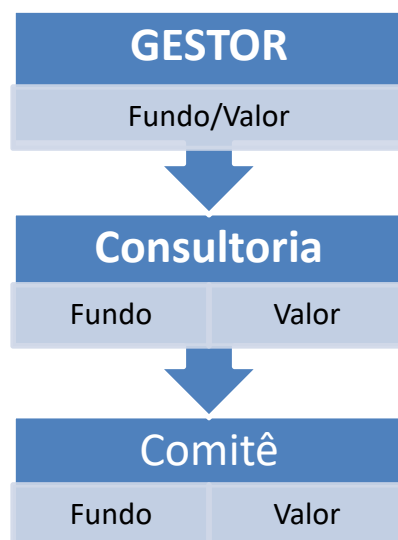 GESTOR
Fundo/Valor
Consultoria
Fundo Valor
Comitê
Fundo Valor